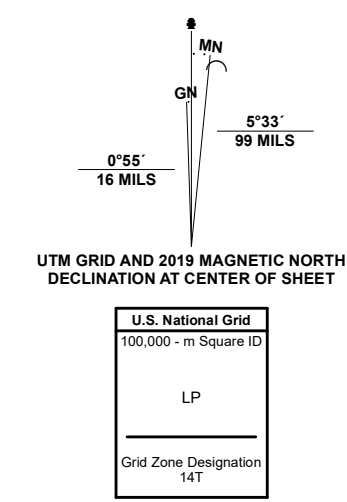 MN
GN
5°33´
99 MILS
0°55´
16 MILS
UTM GRID AND 2019 MAGNETIC NORTH
DECLINATION AT CENTER OF SHEET
U.S. National Grid
100,000 - m Square ID
LP
Grid Zone Designation
14T